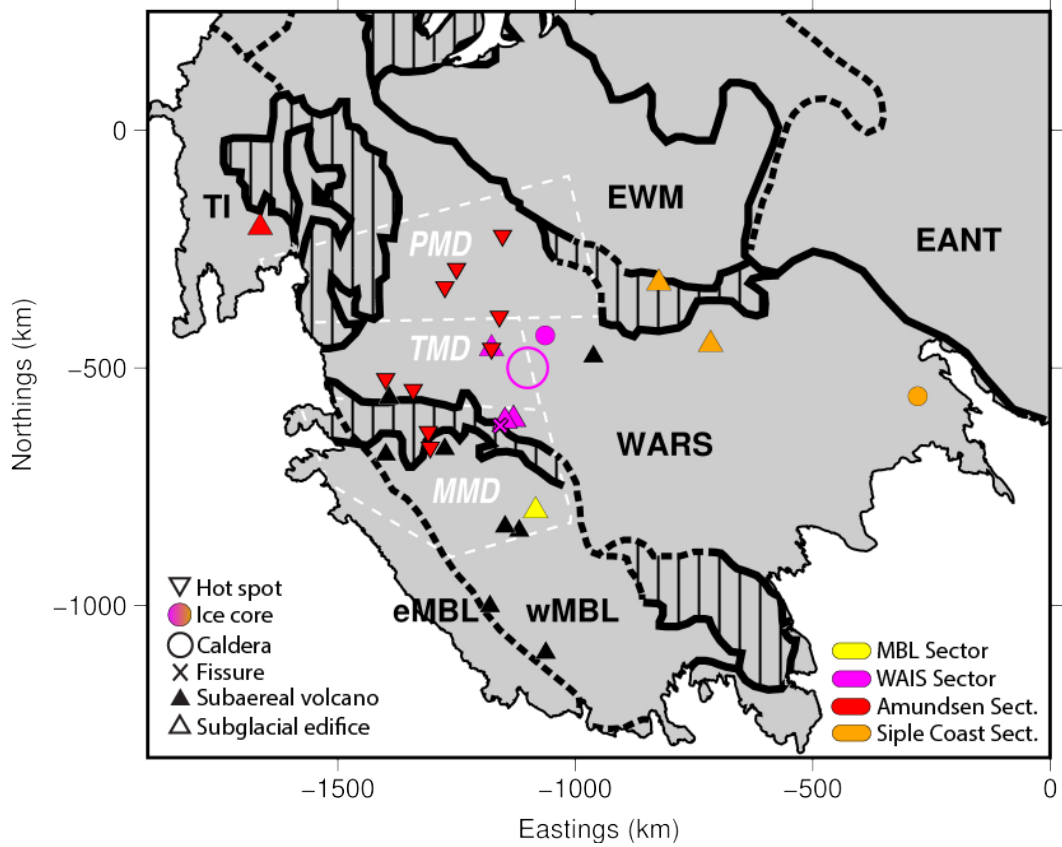 0
−500
−1000
Northings (km)
TI
EWM
PMD
EANT
TMD
WARS
MMD
eMBL
wMBL
Hot spot
Ice core
Caldera
Fissure
Subaereal volcano
Subglacial edifice
MBL Sector
WAIS Sector
Amundsen Sect.
Siple Coast Sect.
−1500
−1000
−500
0
Eastings (km)